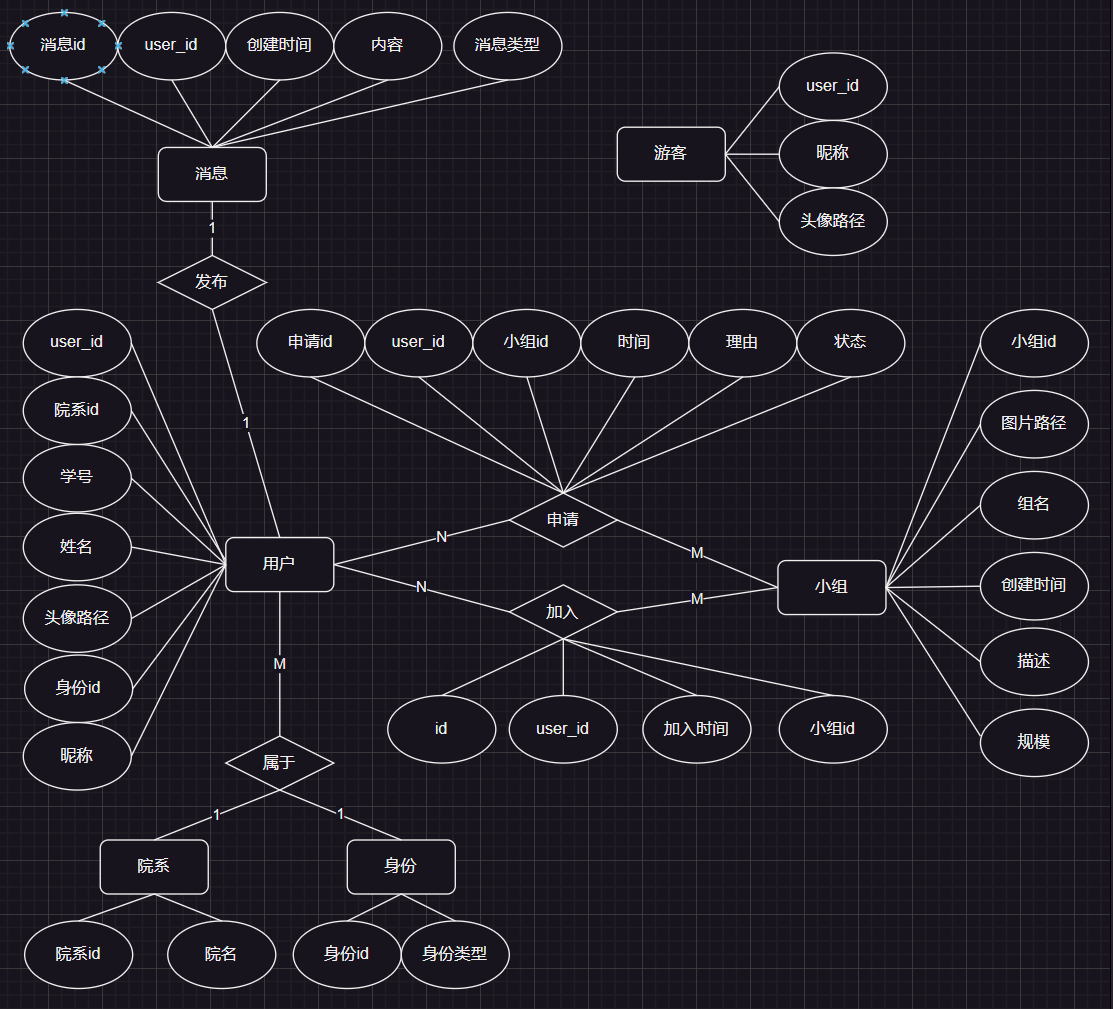 消息id
user_id
创建时间
内容
消息类型
user_id
昵称
头像路径
游客
消息
1
发布
1
user_id
院系id
学号
姓名
头像路径
身份id
昵称
申请id
user_id
小组id
时间
理由
状态
小组id
图片路径
组名
创建时间
描述
规模
申请
N
M
用户
小组
N
M
加入
id
user_id
加入时间
小组id
M
属于
1
1
院系
身份
院系id
院名
身份id
身份类型